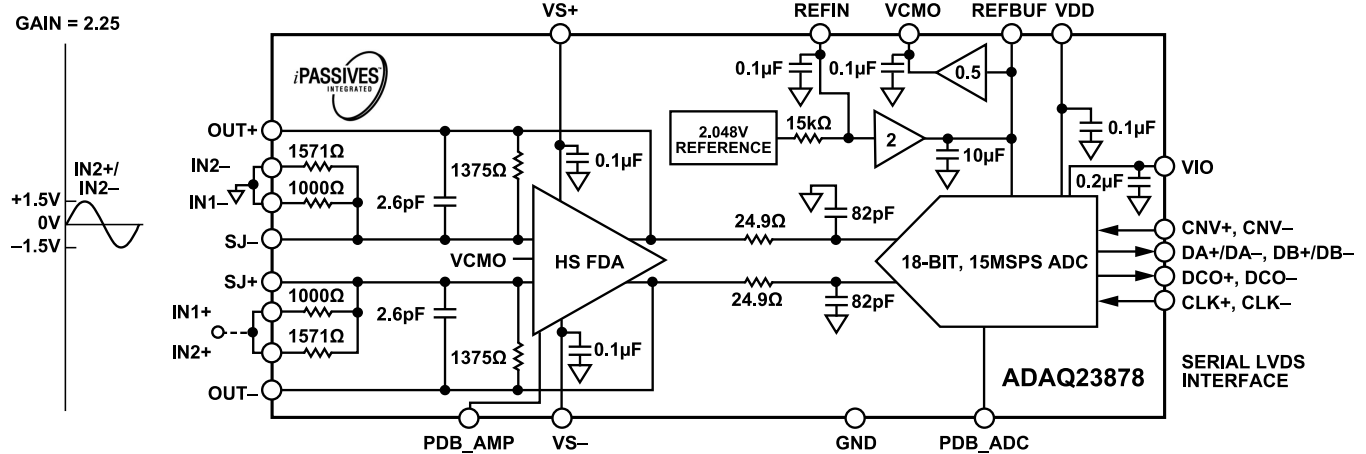 GAIN = 2.25
VS+
REFIN
VCMO
REFBUF
VDD
iPASSIVES™
INTEGRATED
0.1µF
0.1µF
0.5
OUT+
2.048V
REFERENCE
15kΩ
2
10µF
0.1µF
IN2–
1571Ω
1375Ω
0.1µF
VIO
IN2+/
IN2–
0.2µF
IN1–
1000Ω
2.6pF
+1.5V
0V
–1.5V
24.9Ω
82pF
CNV+, CNV–
SJ–
VCMO
HS FDA
18-BIT, 15MSPS ADC
DA+/DA–, DB+/DB–
SJ+
DCO+, DCO–
1000Ω
24.9Ω
82pF
CLK+, CLK–
IN1+
2.6pF
1571Ω
IN2+
1375Ω
0.1µF
SERIAL LVDS
INTERFACE
ADAQ23878
OUT–
PDB_AMP
VS–
GND
PDB_ADC